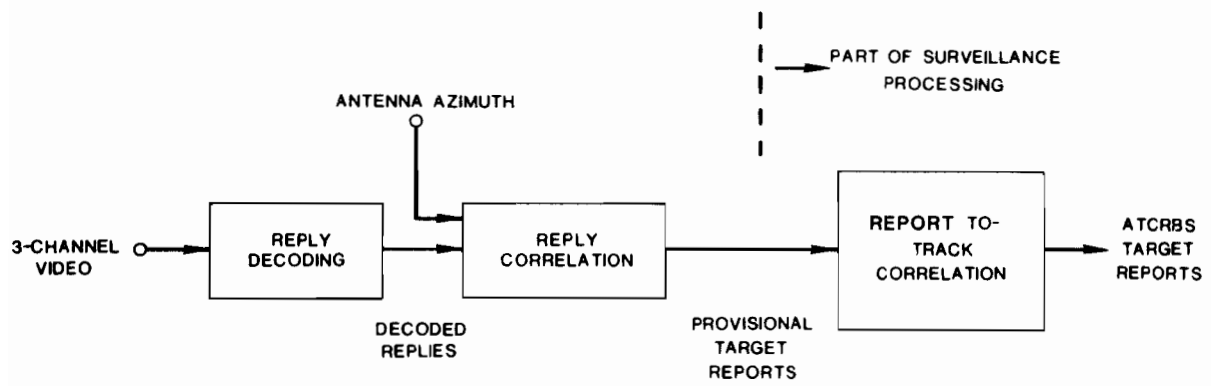 PART OF SURVEILLANCE
PROCESSING
ANTENNA AZIMUTH
3-CHANNEL
VIDEO
REPLY
DECODING
REPLY
CORRELATION
REPORT TO-
TRACK
CORRELATION
ATCRBS
TARGET
REPORTS
DECODED
REPLIES
PROVISIONAL
TARGET
REPORTS